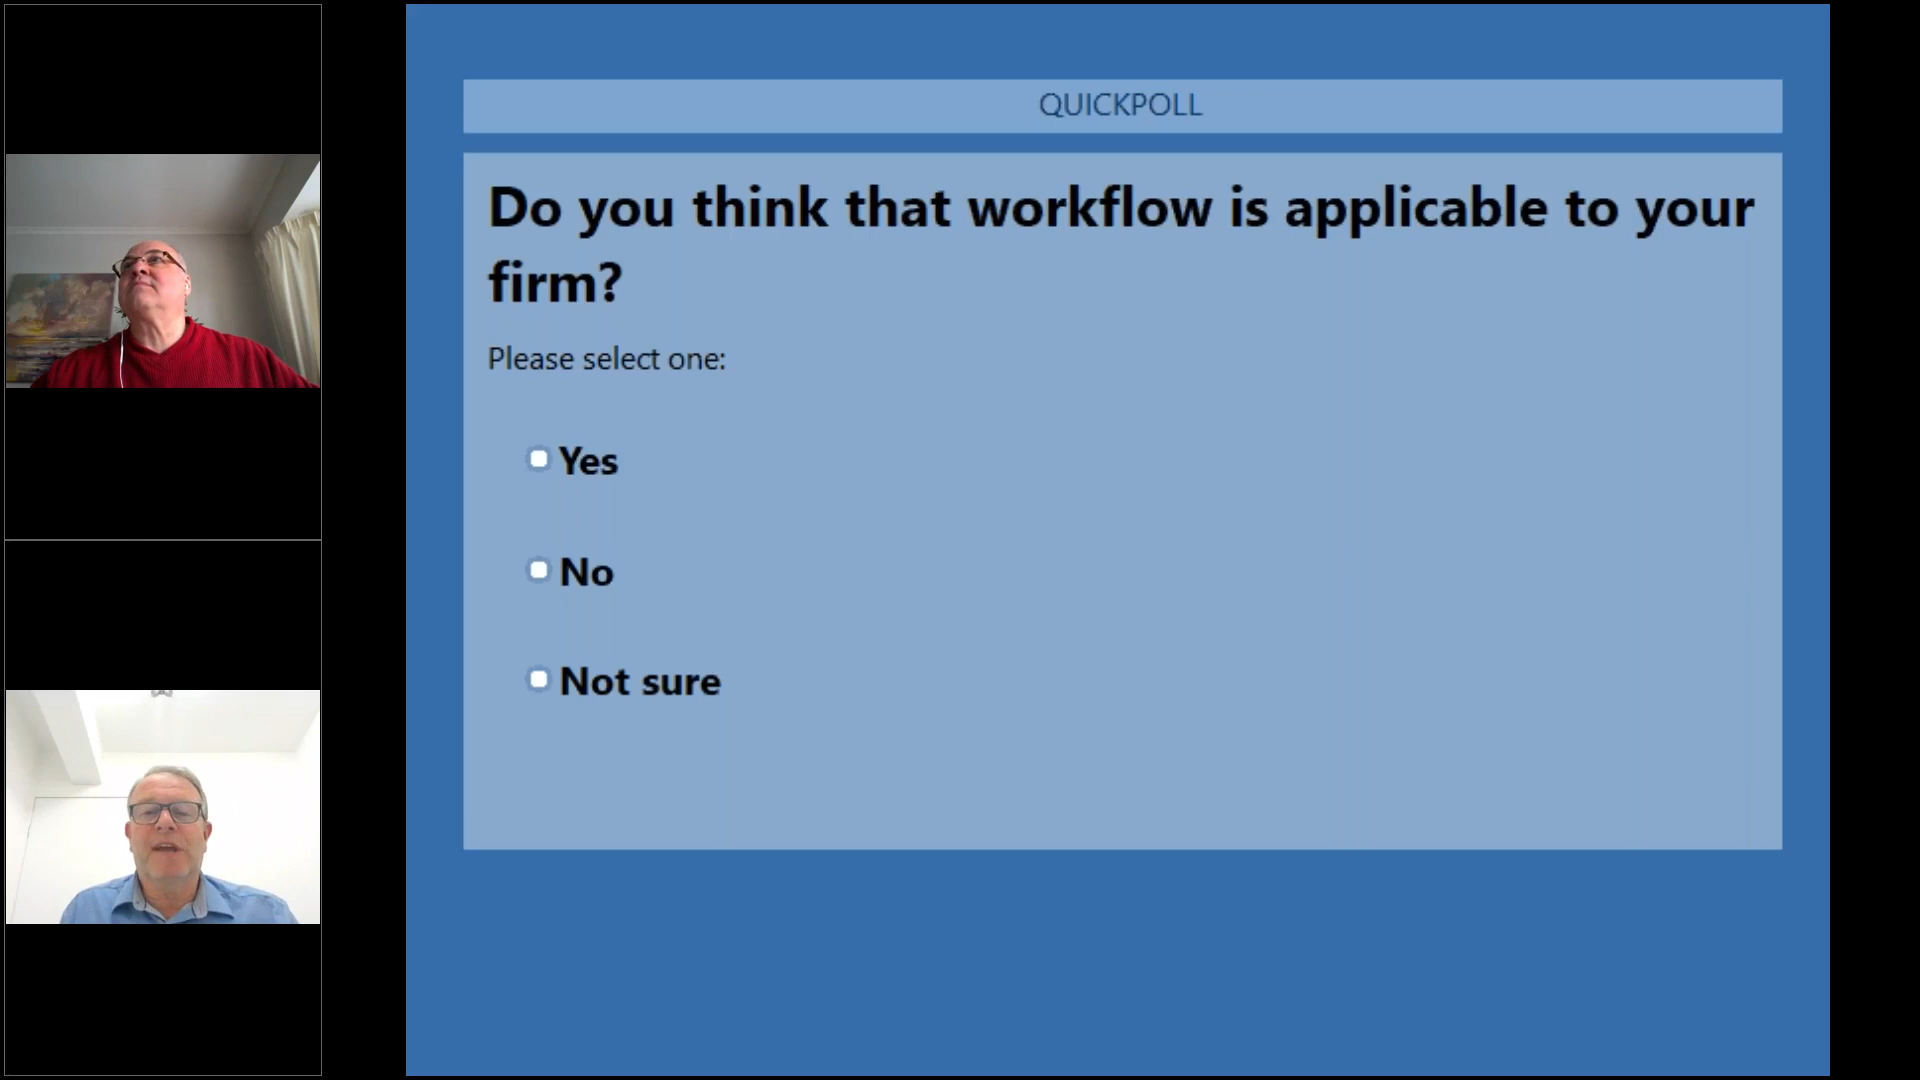 QUICKPOLL
Do you think that workflow is applicable to your
firm?
Please select one:
Yes
No
Not sure